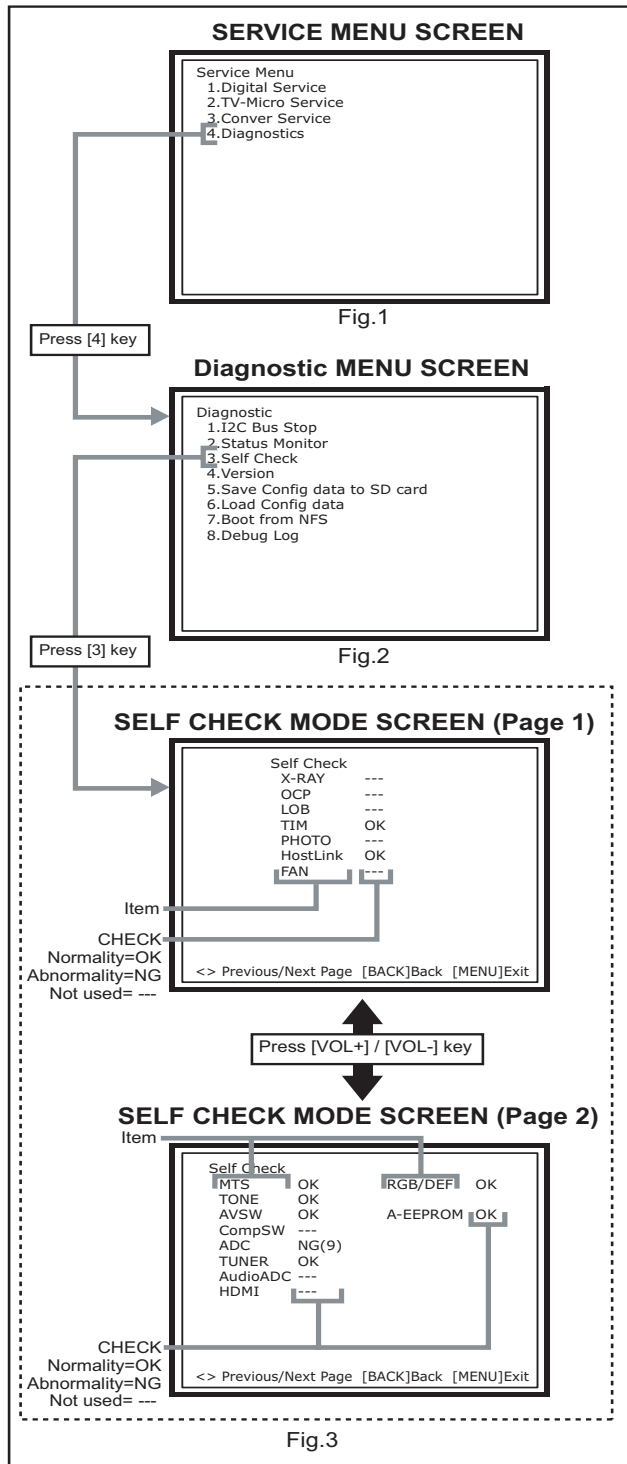 SERVICE MENU SCREEN
Service Menu
1.Digital Service
2.TV-Micro Service
3.Conver Service
4.Diagnostics
Fig.1
Press [4] key
Diagnostic MENU SCREEN
Diagnostic
1.I2C Bus Stop
2.Status Monitor
3.Self Check
4.Version
5.Save Config data to SD card
6.Load Config data
7.Boot from NFS
8.Debug Log
Fig.2
Press [3] key
SELF CHECK MODE SCREEN (Page 1)
Self Check
X-RAY ---
OCP ---
LOB ---
TIM OK
PHOTO ---
HostLink OK
FAN ---
Item
CHECK
Normality=OK
Abnormality=NG
Not used= ---
<> Previous/Next Page [BACK]Back [MENU]Exit
Press [VOL+] / [VOL-] key
SELF CHECK MODE SCREEN (Page 2)
Item
Self Check
MTS OK RGB/DEF OK
TONE OK
AVSW OK A-EEPROM OK
CompSW ---
ADC NG(9)
TUNER OK
AudioADC ---
HDMI ---
CHECK
Normality=OK
Abnormality=NG
Not used= ---
<> Previous/Next Page [BACK]Back [MENU]Exit
Fig.3